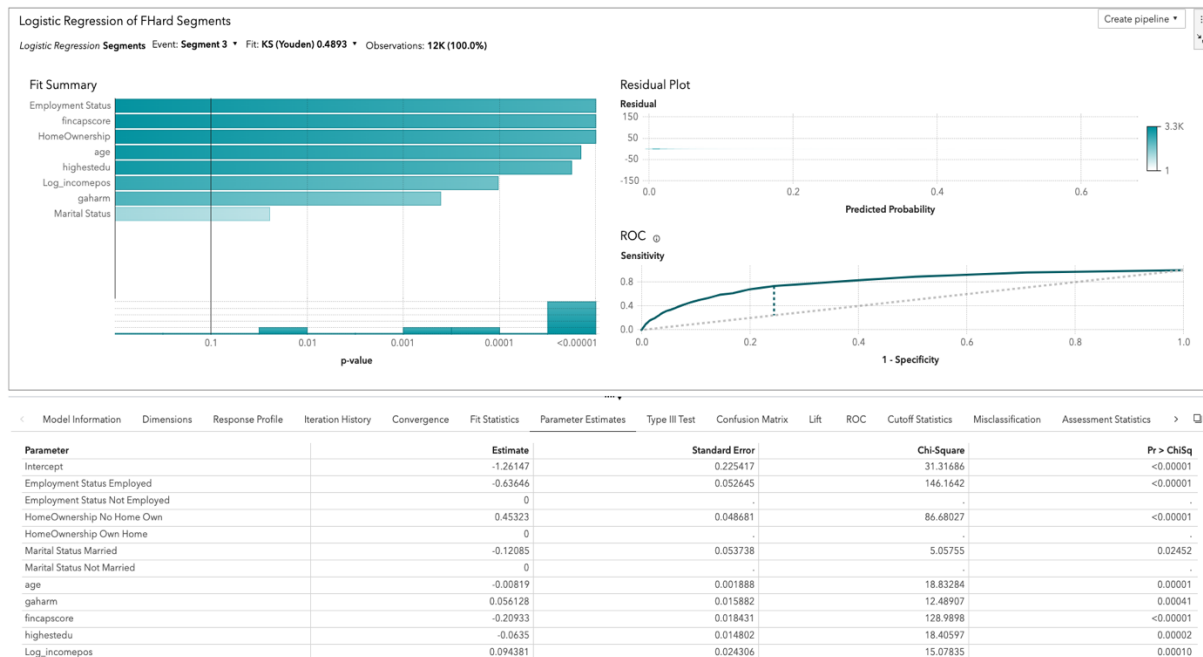 Logistic Regression of FHard Segments
Create pipeline
Logistic Regression Segments Event: Segment 3 Fit: KS (Youden) 0.4893 Observations: 12K (100.0%)
Fit Summary
Employment Status
fincapscore
HomeOwnership
age
highestedu
Log_incomepos
gaharm
Marital Status
0.1 0.01 0.001 0.0001 <0.00001
p-value
Residual Plot
Residual
150
50
-50
-150
0.0 0.2 0.4 0.6
Predicted Probability
3.3K
1
ROC
Sensitivity
0.8
0.4
0.0
0.0 0.2 0.4 0.6 0.8 1.0
1 - Specificity
Model Information Dimensions Response Profile Iteration History Convergence Fit Statistics Parameter Estimates Type III Test Confusion Matrix Lift ROC Cutoff Statistics Misclassification Assessment Statistics
Parameter Estimate Standard Error Chi-Square Pr > ChiSq
Intercept -1.26147 0.225417 31.31686 <0.00001
Employment Status Employed -0.63646 0.052645 146.1642 <0.00001
Employment Status Not Employed 0 . . .
HomeOwnership No Home Own 0.45323 0.048681 86.68027 <0.00001
HomeOwnership Own Home 0 . . .
Marital Status Married -0.12085 0.053738 5.05755 0.02452
Marital Status Not Married 0 . . .
age -0.00819 0.001888 18.83284 0.00001
gaharm 0.056128 0.015882 12.48907 0.00041
fincapscore -0.20933 0.018431 128.9898 <0.00001
highestedu -0.0635 0.014802 18.40597 0.00002
Log_incomepos 0.094381 0.024306 15.07835 0.00010